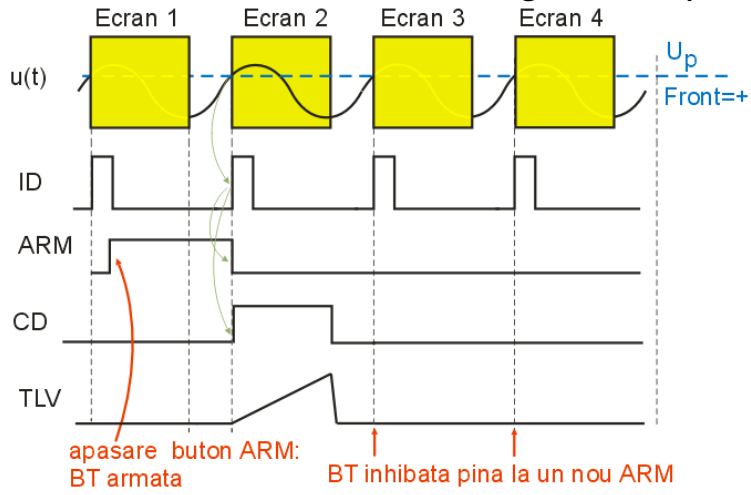 Ecran 1 Ecran 2 Ecran 3 Ecran 4
u(t)
Up
Front=+
ID
ARM
CD
TLV
apasare buton ARM:
BT armata
BT inhibata pina la un nou ARM